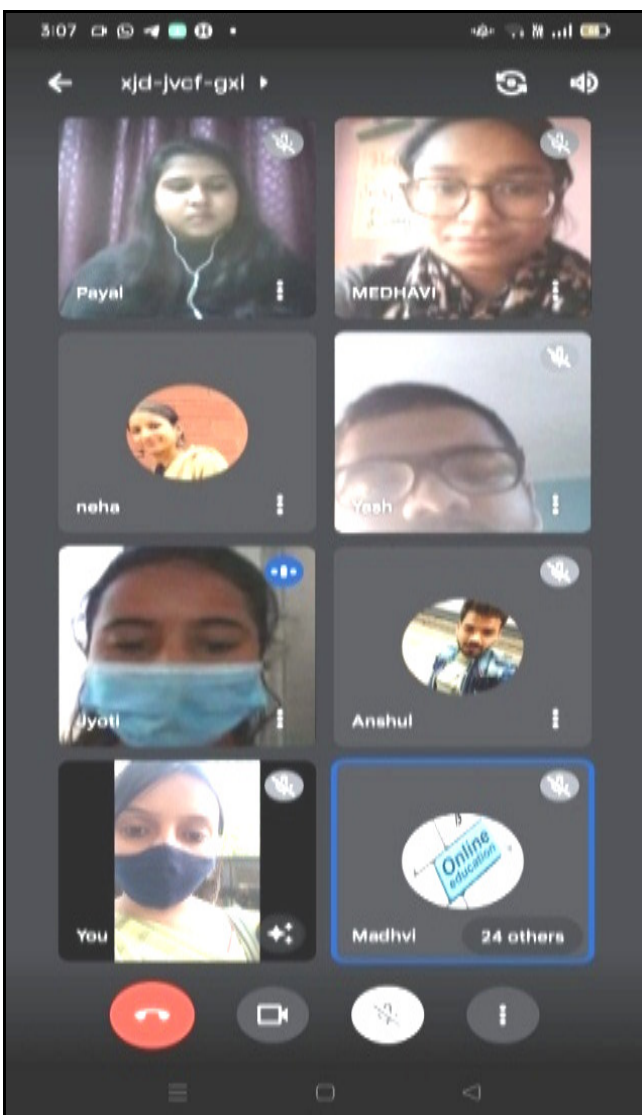 3:07
xjd-jvcf-gxi
Payal
MEDHAVI
neha
Yash
Jyoti
Anshul
You
Online
education
Madhvi
24 others